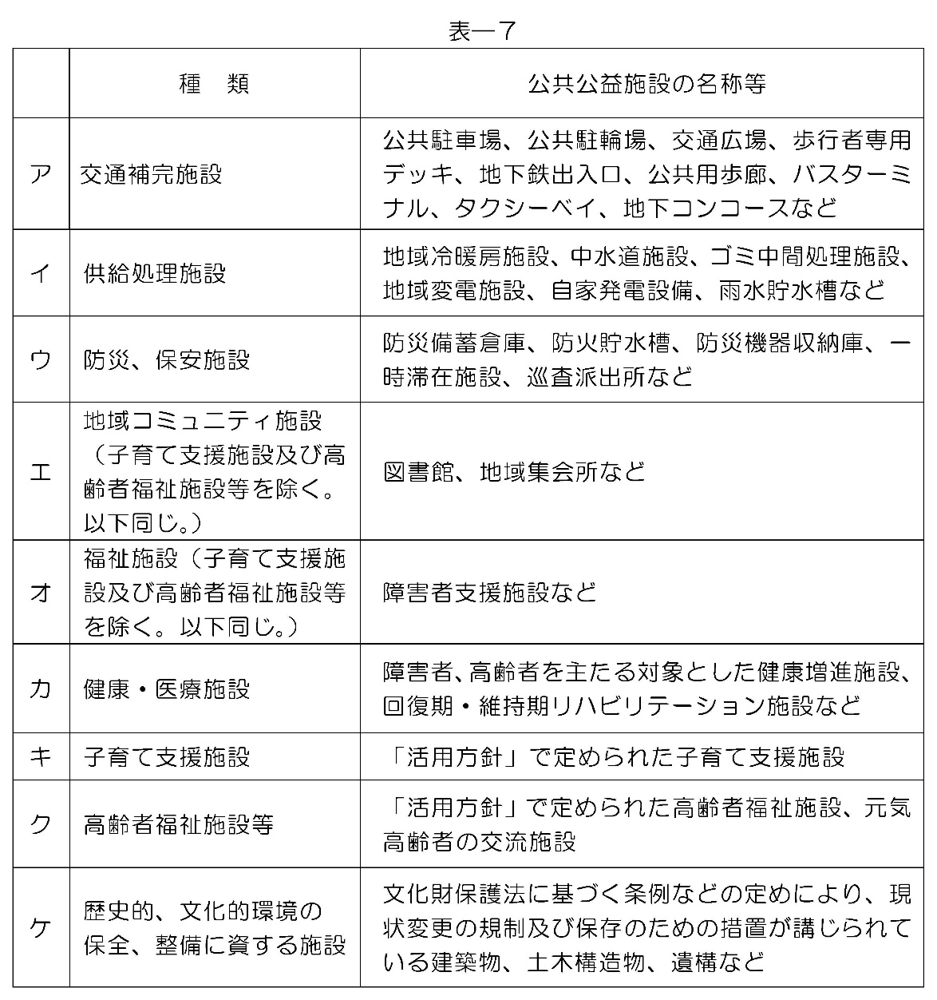 表―7
種　類
公共公益施設の名称等
ア
交通補完施設
公共駐車場、公共駐輪場、交通広場、歩行者専用
デッキ、地下鉄出入口、公共用歩廊、バスターミ
ナル、タクシーベイ、地下コンコースなど
イ
供給処理施設
地域冷暖房施設、中水道施設、ゴミ中間処理施設、
地域変電施設、自家発電設備、雨水貯水槽など
ウ
防災、保安施設
防災備蓄倉庫、防火貯水槽、防災機器収納庫、一
時滞在施設、巡査派出所など
エ
地域コミュニティ施設
（子育て支援施設及び高
齢者福祉施設等を除く。
以下同じ。）
図書館、地域集会所など
オ
福祉施設（子育て支援施
設及び高齢者福祉施設等
を除く。以下同じ。）
障害者支援施設など
カ
健康・医療施設
障害者、高齢者を主たる対象とした健康増進施設、
回復期・維持期リハビリテーション施設など
キ
子育て支援施設
「活用方針」で定められた子育て支援施設
ク
高齢者福祉施設等
「活用方針」で定められた高齢者福祉施設、元気
高齢者の交流施設
ケ
歴史的、文化的環境の
保全、整備に資する施設
文化財保護法に基づく条例などの定めにより、現
状変更の規制及び保存のための措置が講じられて
いる建築物、土木構造物、遺構など